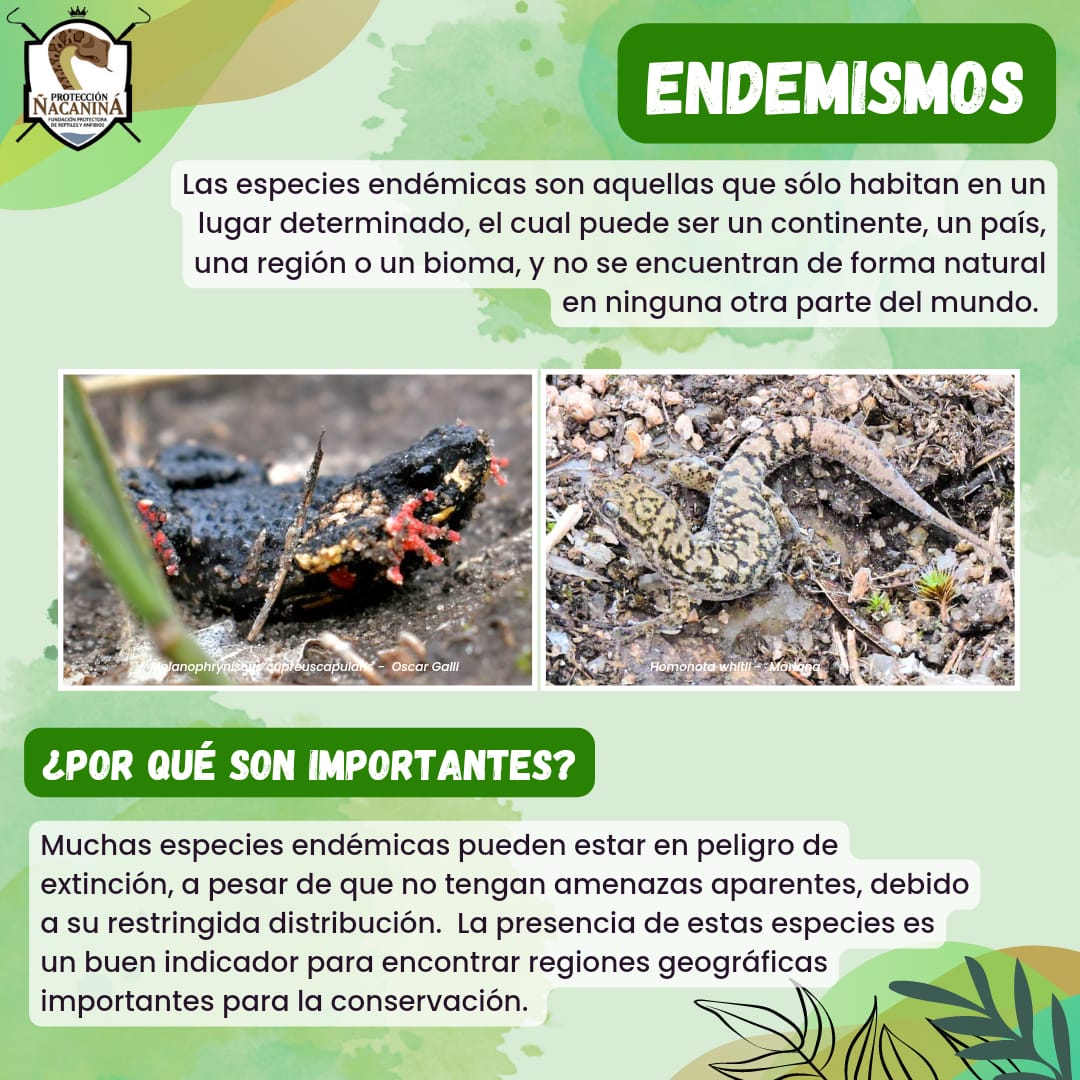 PROTECCIÓN
ÑACANINÁ
FUNDACIÓN PROTECTORA
DE REPTILES Y ANFIBIOS
ENDEMISMOS
Las especies endémicas son aquellas que sólo habitan en un
lugar determinado, el cual puede ser un continente, un país,
una región o un bioma, y no se encuentran de forma natural
en ninguna otra parte del mundo.
Melanophryniscus cupreuscapularis - Oscar Galli
Homonota whitii - Mariana
¿POR QUÉ SON IMPORTANTES?
Muchas especies endémicas pueden estar en peligro de
extinción, a pesar de que no tengan amenazas aparentes, debido
a su restringida distribución. La presencia de estas especies es
un buen indicador para encontrar regiones geográficas
importantes para la conservación.